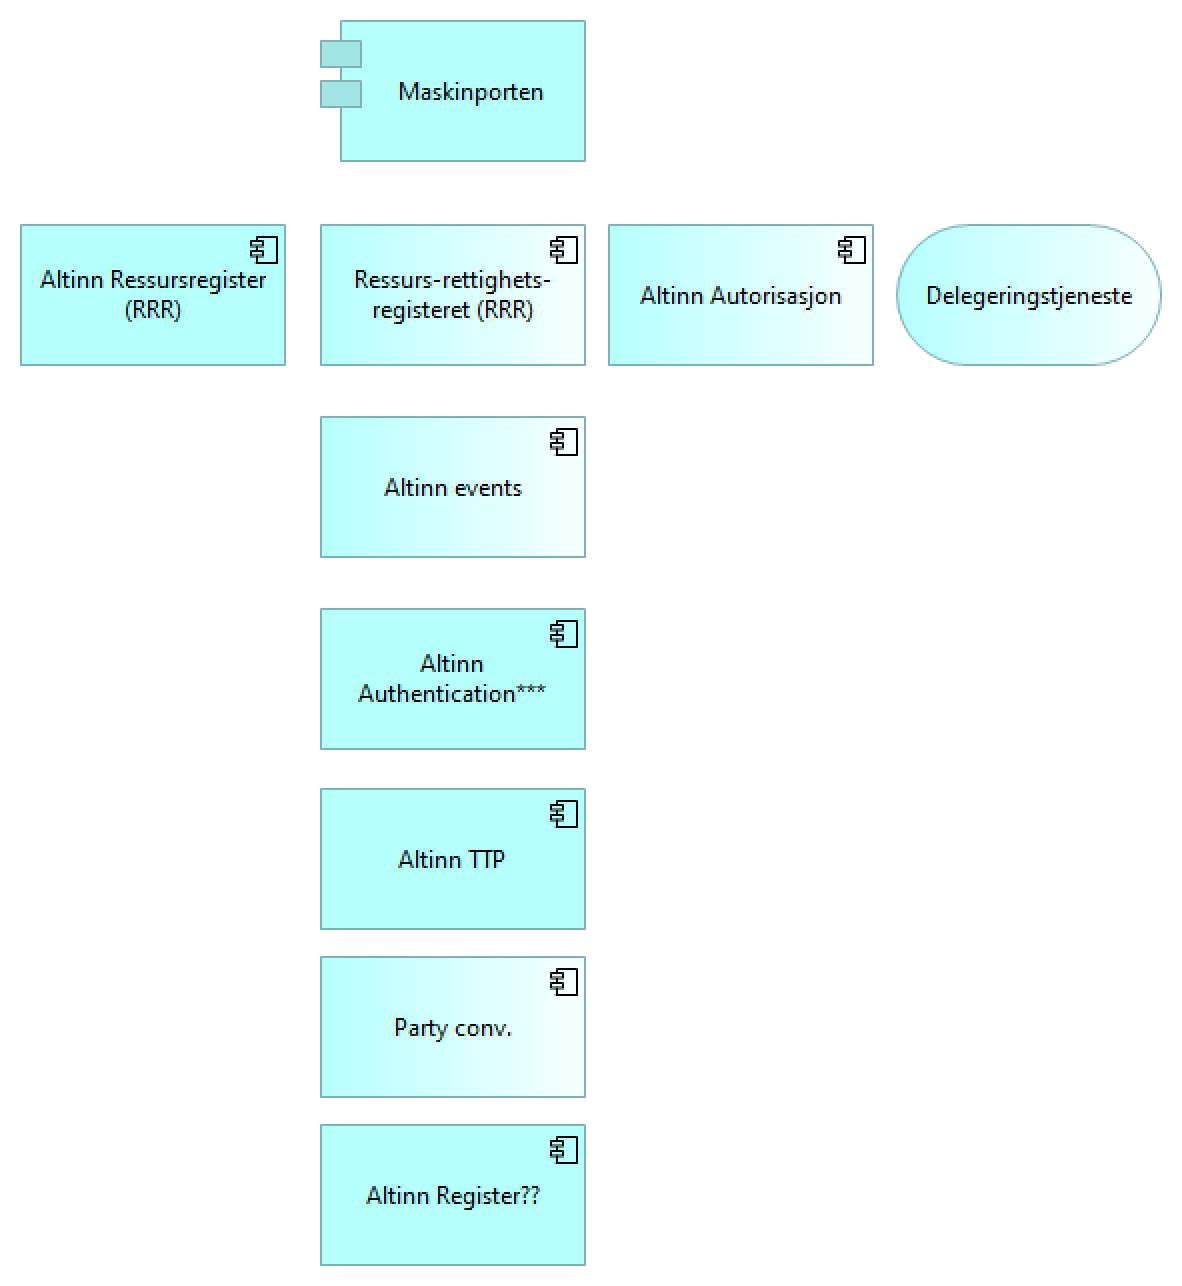 Maskinporten
Altinn Ressursregister
(RRR)
Ressurs-rettighets-
registeret (RRR)
Altinn Autorisasjon
Delegeringstjeneste
Altinn events
Altinn
Authentication***
Altinn TTP
Party conv.
Altinn Register??